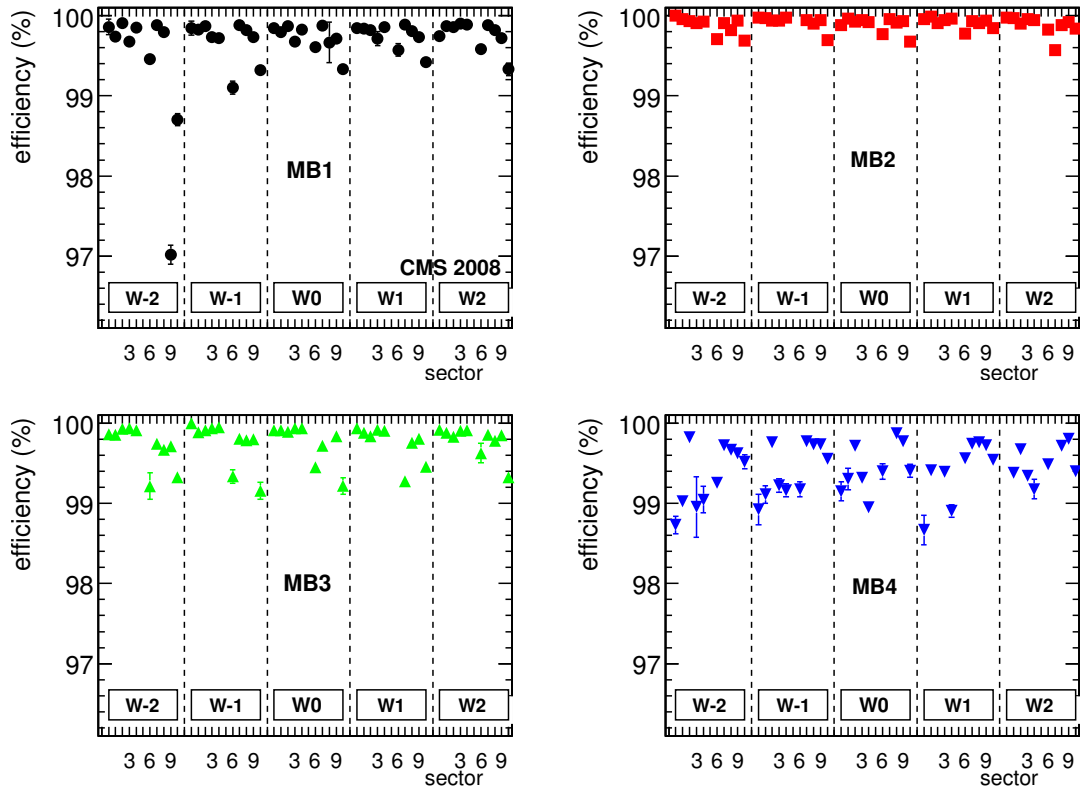 efficiency (%)
100
99
98
97
MB1
CMS 2008
W-2 W-1 W0 W1 W2
3 6 9 3 6 9 3 6 9 3 6 9 3 6 9
sector
efficiency (%)
100
99
98
97
MB2
W-2 W-1 W0 W1 W2
3 6 9 3 6 9 3 6 9 3 6 9 3 6 9
sector
efficiency (%)
100
99
98
97
MB3
W-2 W-1 W0 W1 W2
3 6 9 3 6 9 3 6 9 3 6 9 3 6 9
sector
efficiency (%)
100
99
98
97
MB4
W-2 W-1 W0 W1 W2
3 6 9 3 6 9 3 6 9 3 6 9 3 6 9
sector